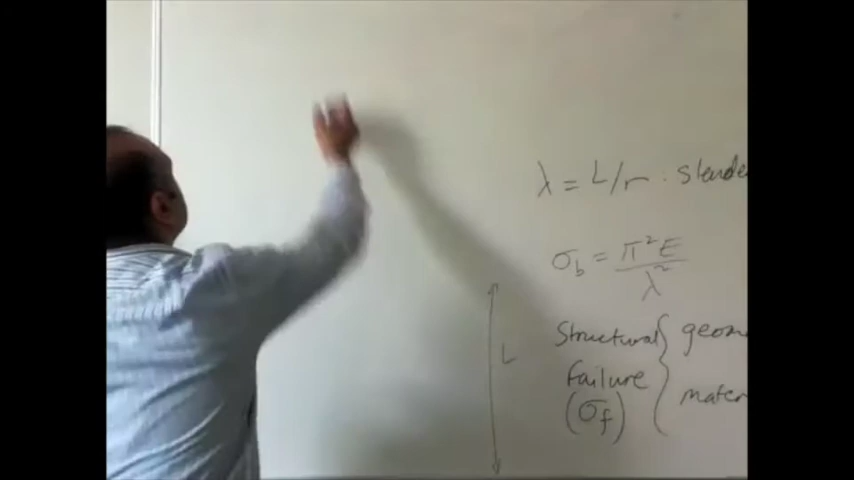 λ = L/r : Slende
σb = π²E/λ²
L
Structural { geom
Failure
(σf) { mater